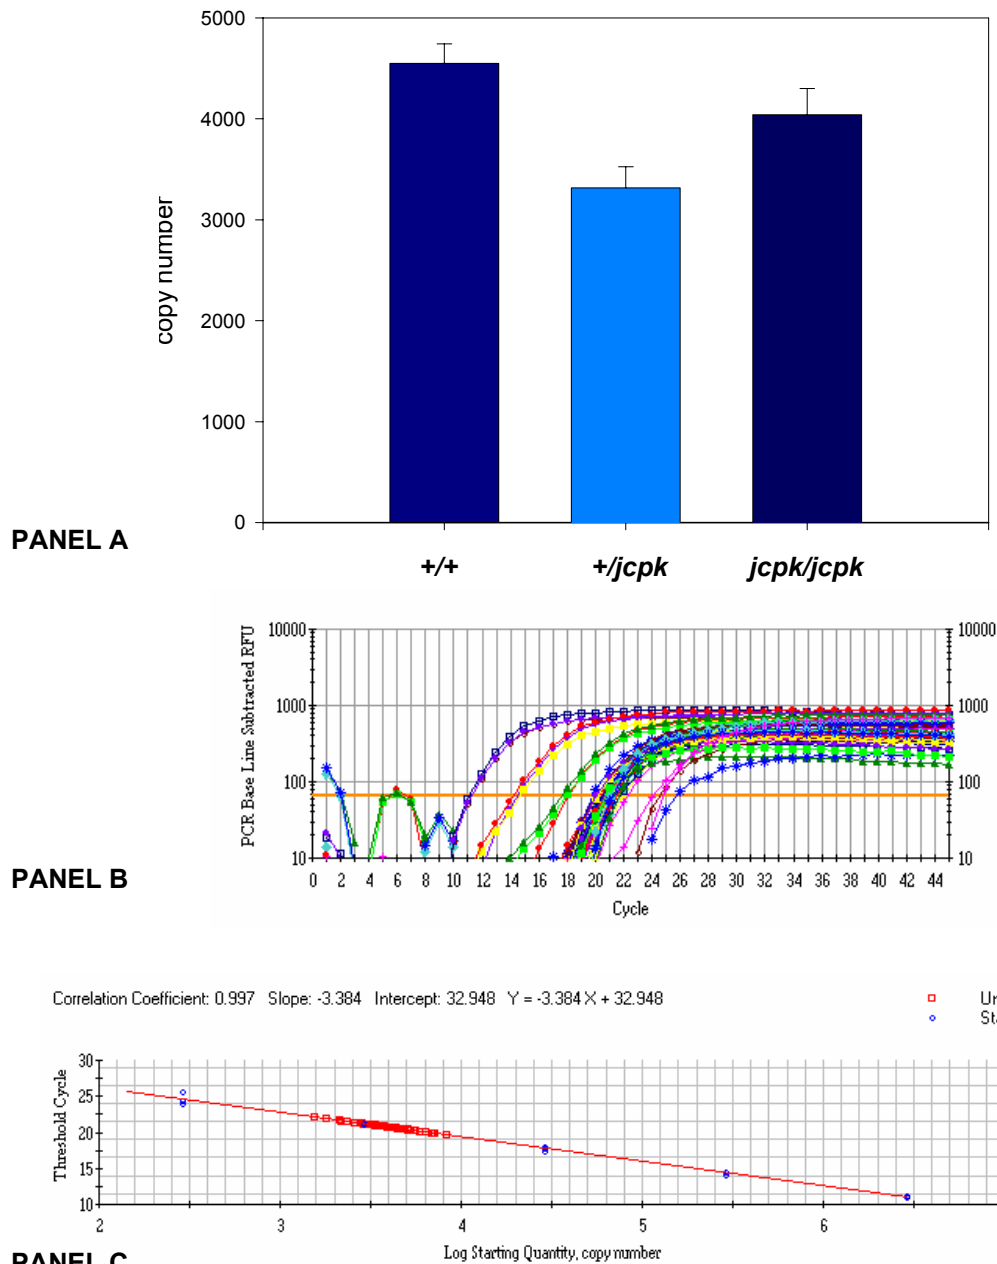 5000
4000
3000
2000
1000
0
copy number
PANEL A
+/+ +/jcpk jcpk/jcpk
PCR Base Line Subtracted RFU
10000 10000
1000 1000
100 100
10 10
0 2 4 6 8 10 12 14 16 18 20 22 24 26 28 30 32 34 36 38 40 42 44
Cycle
PANEL B
Correlation Coefficient: 0.997 Slope: -3.384 Intercept: 32.948 Y = -3.384 X + 32.948
Un
Sta
Threshold Cycle
30
25
20
15
10
2 3 4 5 6
Log Starting Quantity, copy number
PANEL C